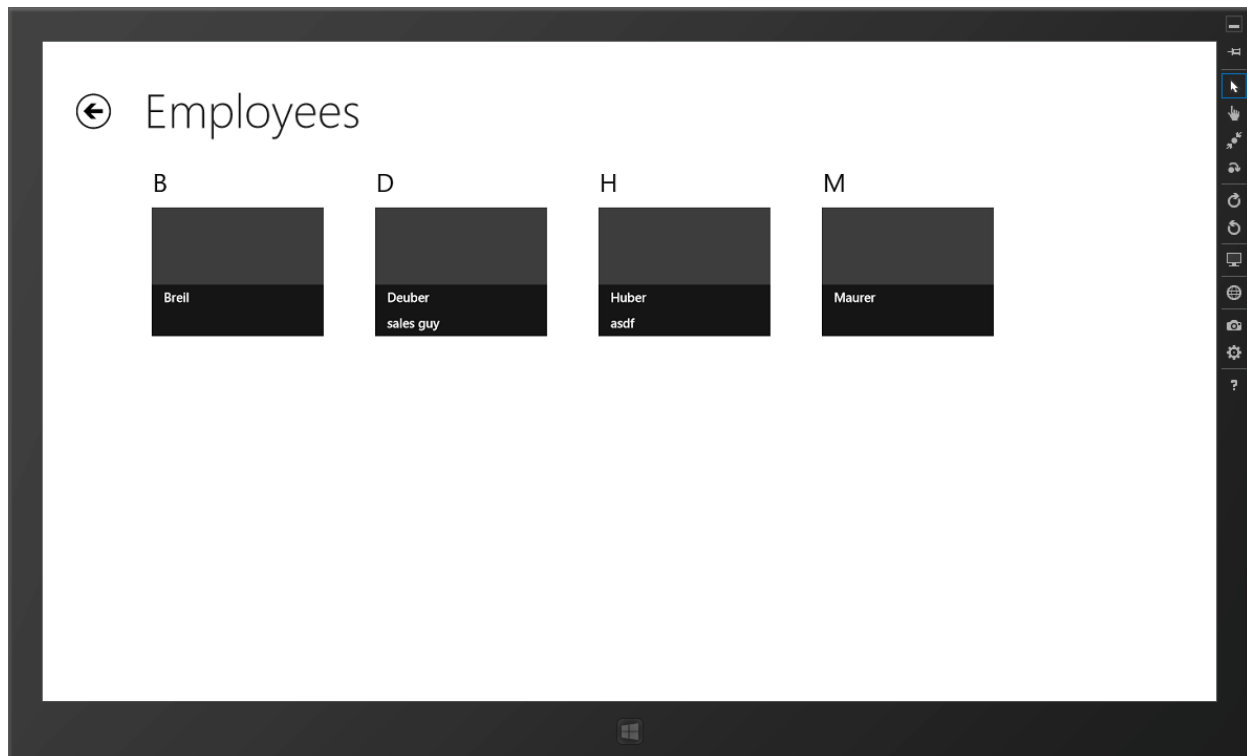 Employees
B
D
H
M
Breil
Deuber
sales guy
Huber
asdf
Maurer
?